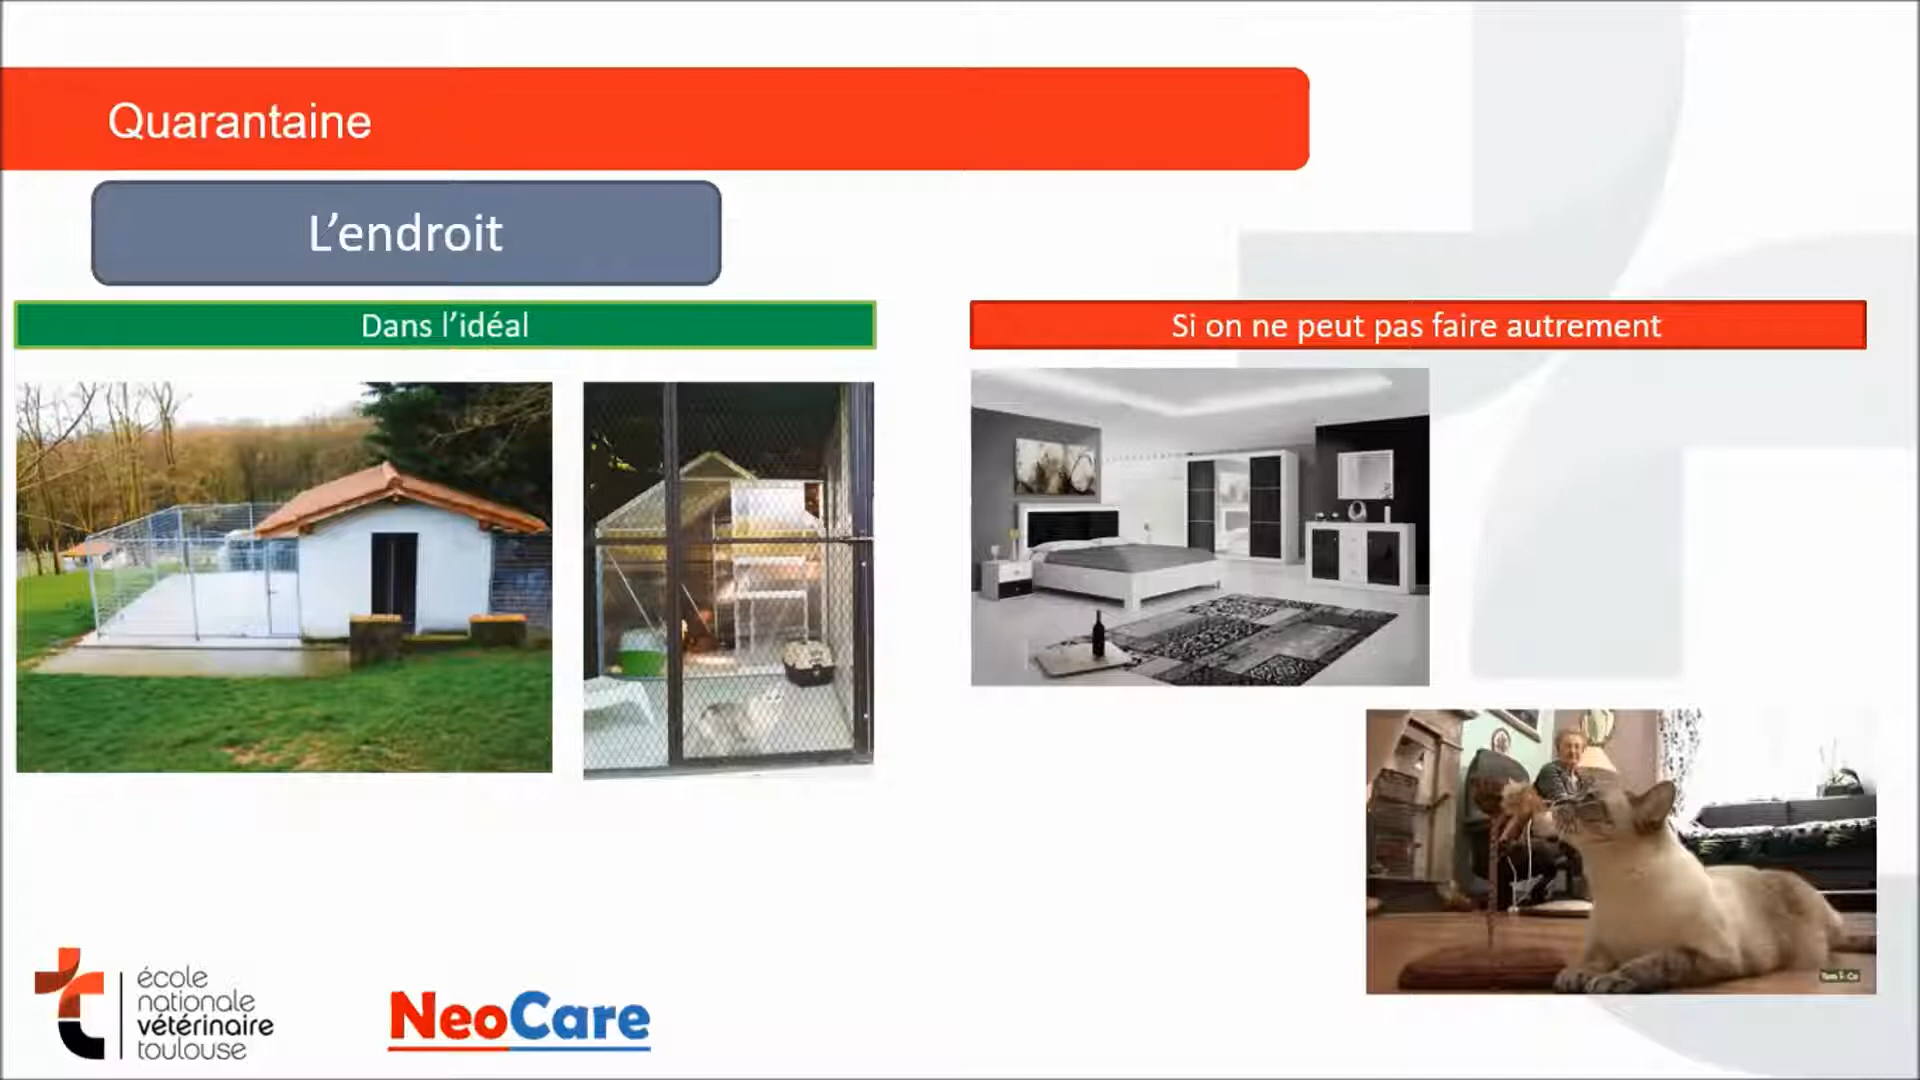 Quarantaine
L'endroit
Dans l'idéal
Si on ne peut pas faire autrement
école
nationale
vétérinaire
toulouse
NeoCare